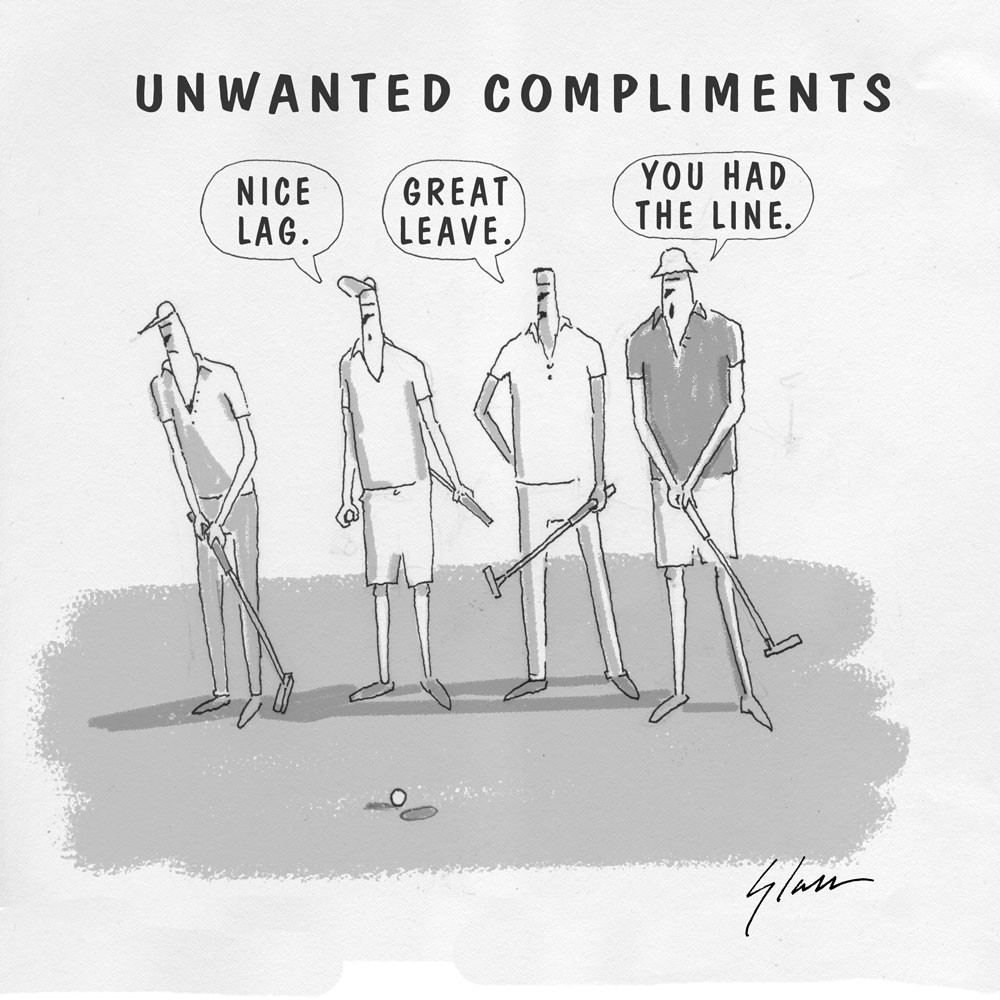 UNWANTED COMPLIMENTS
NICE
LAG.
GREAT
LEAVE.
YOU HAD
THE LINE.